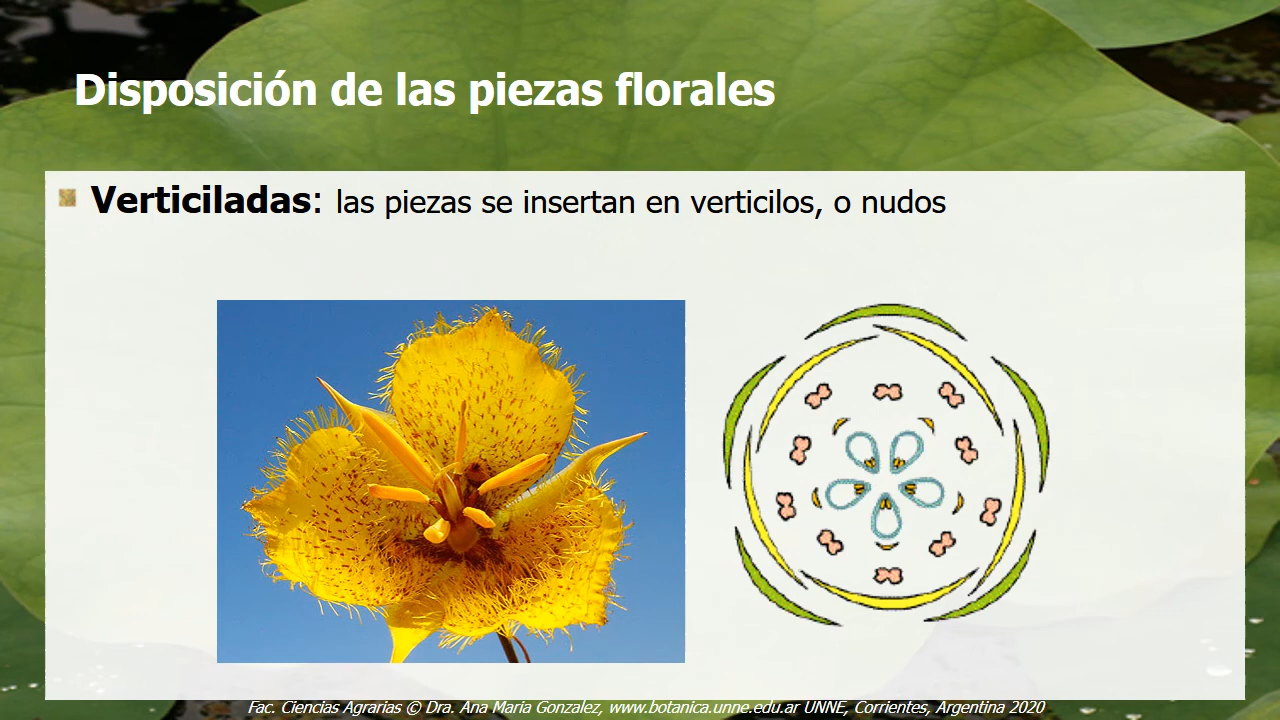 Disposición de las piezas florales
Verticiladas: las piezas se insertan en verticilos, o nudos
Fac. Ciencias Agrarias © Dra. Ana María Gonzalez, www.botanica.unne.edu.ar UNNE, Corrientes, Argentina 2020